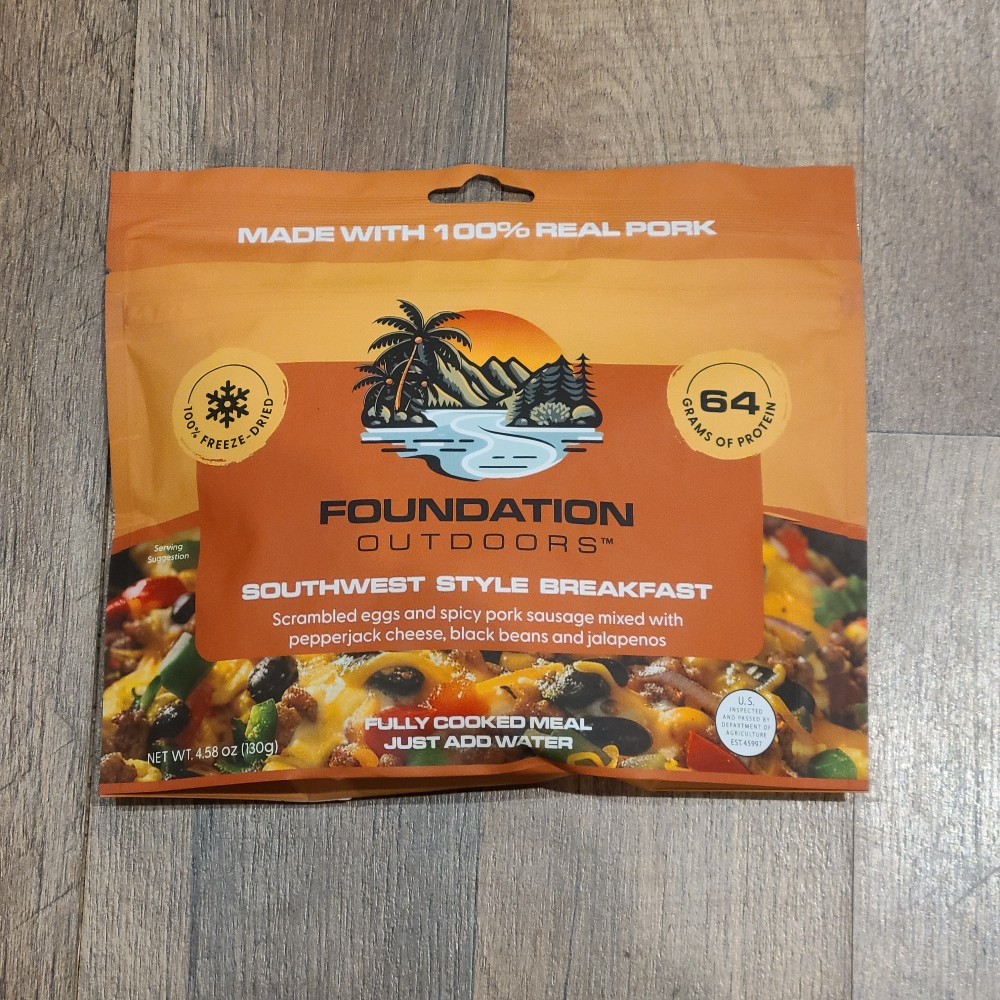 MADE WITH 100% REAL PORK
100% FREEZE-DRIED
64
GRAMS OF PROTEIN
FOUNDATION
OUTDOORS™
Serving
Suggestion
SOUTHWEST STYLE BREAKFAST
Scrambled eggs and spicy pork sausage mixed with
pepperjack cheese, black beans and jalapenos
FULLY COOKED MEAL
JUST ADD WATER
NET WT. 4.58 oz (130g)
U.S.
INSPECTED
AND PASSED BY
DEPARTMENT OF
AGRICULTURE
EST.45997